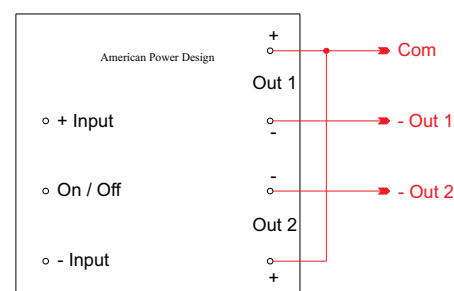 +
Com
American Power Design
Out 1
+ Input
-
- Out 1
On / Off
-
- Out 2
Out 2
- Input
+